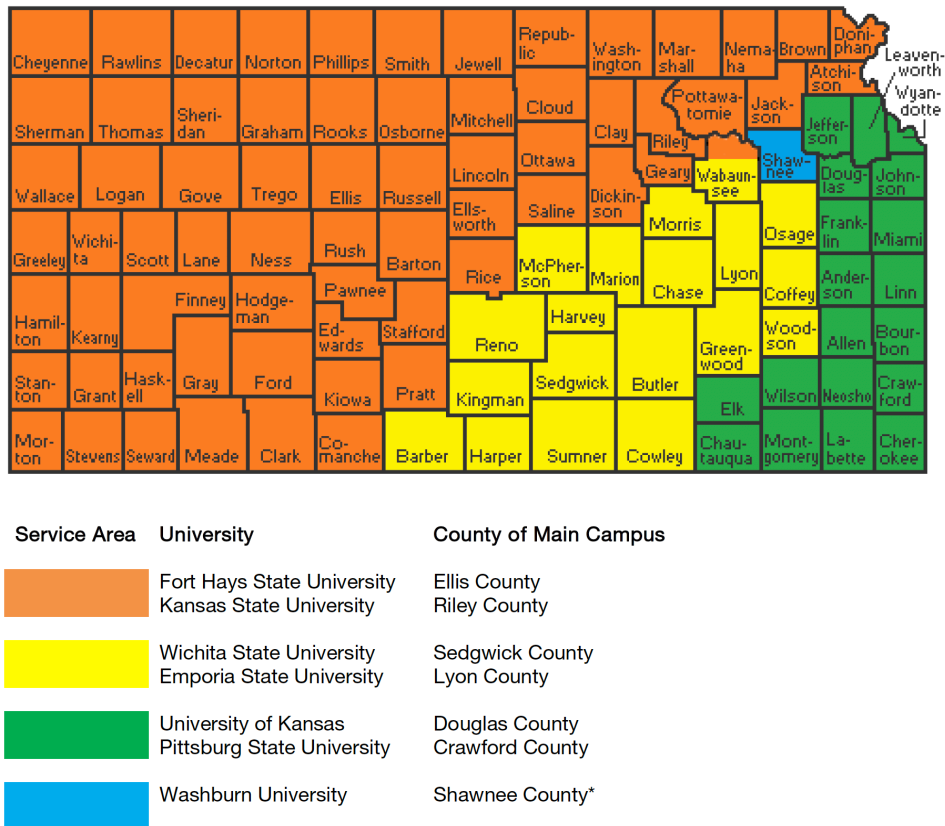 Cheyenne Rawlins Decatur Norton Phillips Smith Jewell
Repub-
lic
Wash-
ington
Mar-
shall
Nema-
ha
Brown
Doni-
phan
Leaven-
worth
Wyan-
dotte
Atchi-
son
Sherman Thomas
Sheri-
dan
Graham Rooks Osborne
Mitchell
Cloud
Clay
Pottawa-
tomie
Jack-
son
Jeffer-
son
Ottawa
Riley
Shaw-
nee
Wallace Logan Gove Trego Ellis Russell
Lincoln
Saline
Dickin-
son
Geary
Wabaun-
see
Doug-
las
John-
son
Ells-
worth
Morris
Osage
Frank-
lin
Miami
Greeley
Wichi-
ta
Scott Lane Ness Rush Barton
Rice
McPher-
son
Marion
Chase
Lyon
Coffey
Ander-
son
Linn
Hamil-
ton
Kearny
Finney
Hodge-
man
Pawnee
Ed-
wards
Stafford
Reno
Harvey
Green-
wood
Wood-
son
Allen
Bour-
bon
Stan-
ton
Grant
Hask-
ell
Gray Ford Kiowa Pratt
Kingman
Sedgwick
Butler
Elk
Wilson Neosho
Craw-
ford
Mor-
ton
Stevens Seward Meade Clark
Co-
manche
Barber Harper Sumner Cowley
Chau-
tauqua
Mont-
gomery
La-
bette
Cher-
okee
Service Area University County of Main Campus
Fort Hays State University Ellis County
Kansas State University Riley County
Wichita State University Sedgwick County
Emporia State University Lyon County
University of Kansas Douglas County
Pittsburg State University Crawford County
Washburn University Shawnee County*